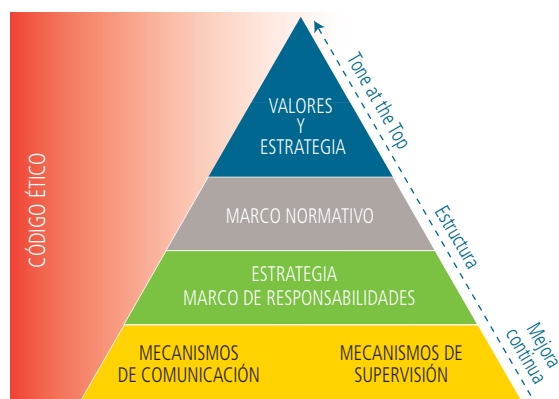 CÓDIGO ÉTICO
VALORES
Y
ESTRATEGIA
MARCO NORMATIVO
ESTRATEGIA
MARCO DE RESPONSABILIDADES
MECANISMOS
DE COMUNICACIÓN
MECANISMOS DE
SUPERVISIÓN
Tone at the Top
Estructura
Mejora
continua